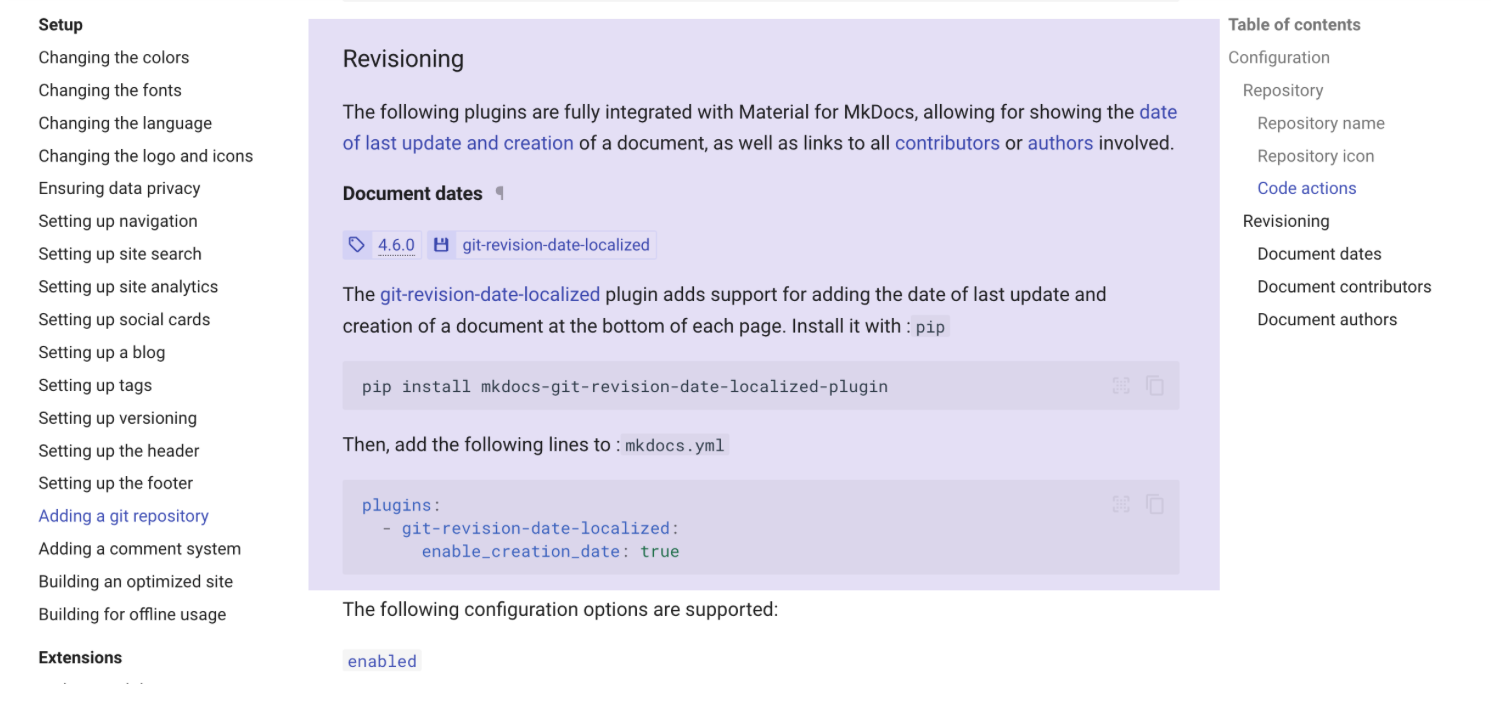 Setup
Changing the colors
Changing the fonts
Changing the language
Changing the logo and icons
Ensuring data privacy
Setting up navigation
Setting up site search
Setting up site analytics
Setting up social cards
Setting up a blog
Setting up tags
Setting up versioning
Setting up the header
Setting up the footer
Adding a git repository
Adding a comment system
Building an optimized site
Building for offline usage
Extensions
Revisioning
The following plugins are fully integrated with Material for MkDocs, allowing for showing the date
of last update and creation of a document, as well as links to all contributors or authors involved.
Document dates ¶
4.6.0 git-revision-date-localized
The git-revision-date-localized plugin adds support for adding the date of last update and
creation of a document at the bottom of each page. Install it with : pip
pip install mkdocs-git-revision-date-localized-plugin
Then, add the following lines to : mkdocs.yml
plugins:
  - git-revision-date-localized:
      enable_creation_date: true
The following configuration options are supported:
enabled
Table of contents
Configuration
Repository
Repository name
Repository icon
Code actions
Revisioning
Document dates
Document contributors
Document authors